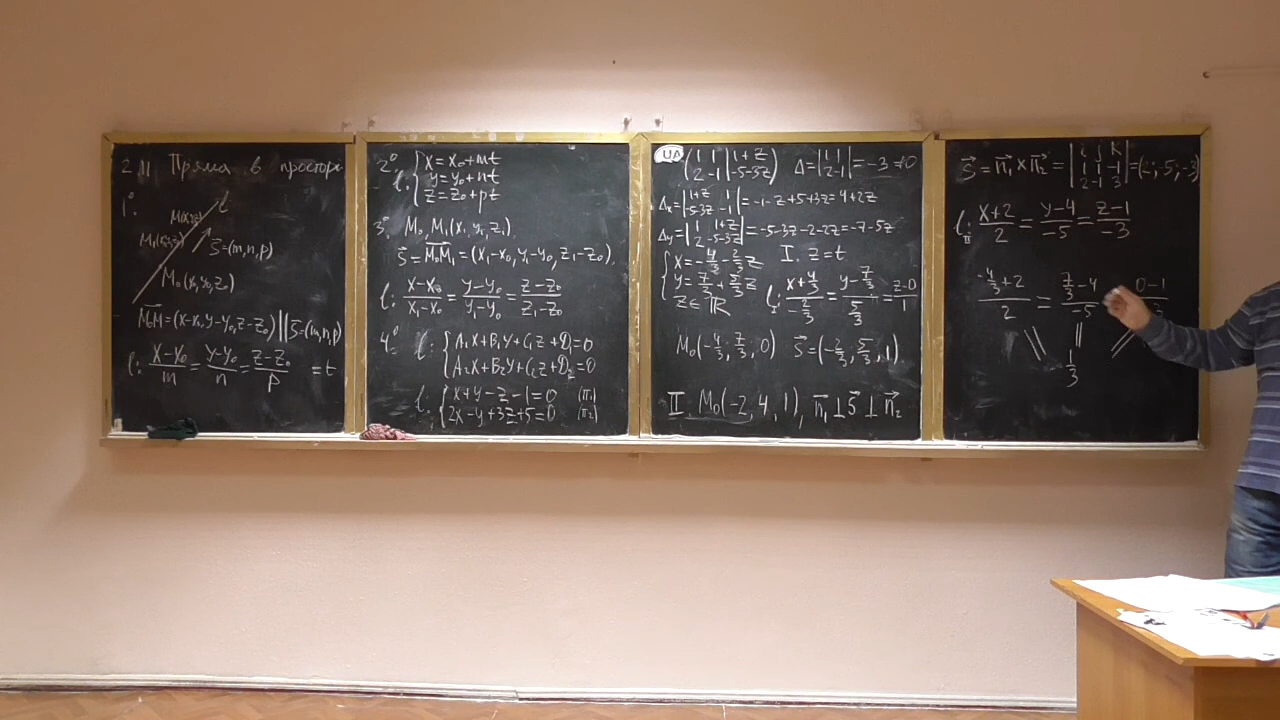 2.11 Пряма в просторі
1°.
l
M(x,y,z)
M₁(x₁,y₁,z₁)
s⃗=(m,n,p)
M₀(x₀,y₀,z₀)
M₀M=(x-x₀,y-y₀,z-z₀)||s⃗=(m,n,p)
l: (x-x₀)/m = (y-y₀)/n = (z-z₀)/p = t
2°.
l: { x=x₀+mt
y=y₀+nt
z=z₀+pt
3°. M₀, M₁(x₁,y₁,z₁).
s⃗=M₀M₁=(x₁-x₀,y₁-y₀,z₁-z₀)
l: (x-x₀)/(x₁-x₀) = (y-y₀)/(y₁-y₀) = (z-z₀)/(z₁-z₀)
4°. l: { A₁x+B₁y+C₁z+D₁=0
A₂x+B₂y+C₂z+D₂=0
l: { x+y-z-1=0 (π₁)
2x-y+3z+5=0 (π₂)
UA
(1 1 | 1+z
2 -1 | -5-3z) Δ=|1 1; 2 -1|=-3≠0
Δx=|1+z 1; -5-3z -1|=-1-z+5+3z=4+2z
Δy=|1 1+z; 2 -5-3z|=-5-3z-2-2z=-7-5z
{ x=-4/3-2/3 z
y=7/3+5/3 z
z∈ℝ
I. z=t
l: (x+4/3)/(-2/3) = (y-7/3)/(5/3) = (z-0)/1
M₀(-4/3; 7/3; 0) s⃗=(-2/3; 5/3; 1)
II. M₀(-2, 4, 1), n⃗₁⊥s⃗⊥n⃗₂
s⃗=n⃗₁×n⃗₂=|i j k; 1 1 -1; 2 -1 3|=(2; -5; -3)
l: (x+2)/2 = (y-4)/-5 = (z-1)/-3
(-4/3+2)/2 = (7/3-4)/-5 0-1
|| || //
1/3